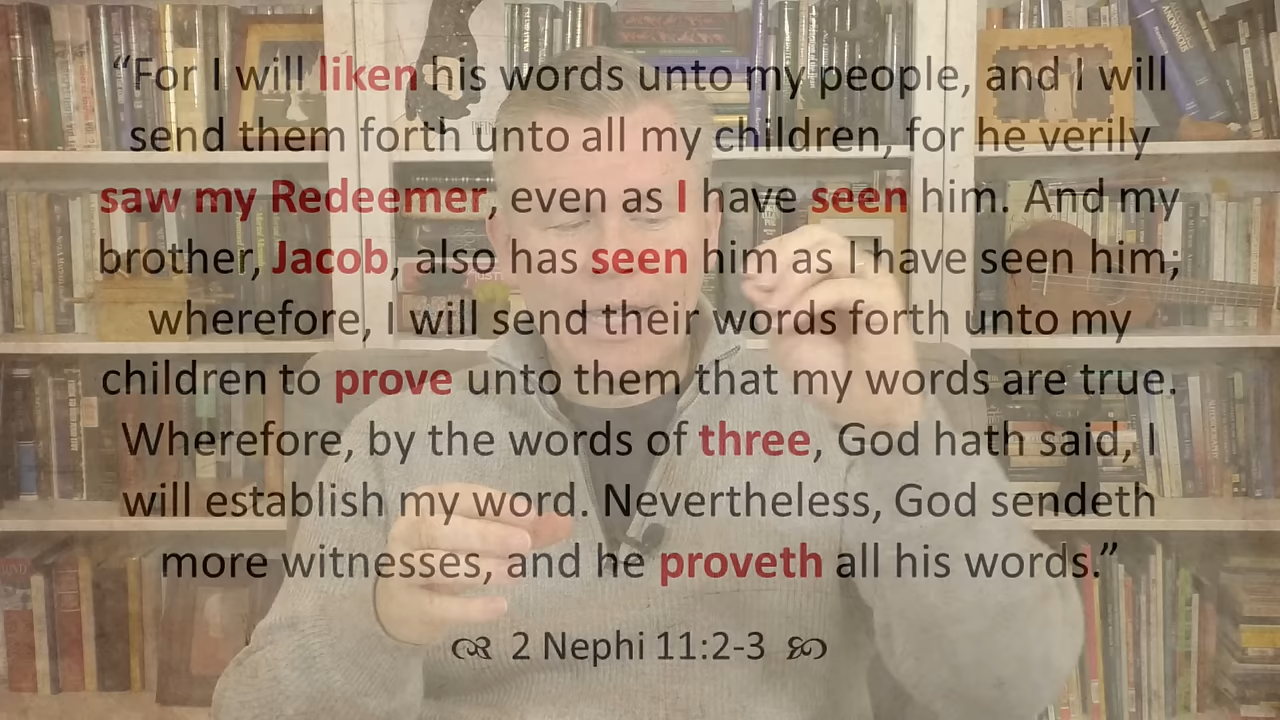 “For I will liken his words unto my people, and I will
send them forth unto all my children, for he verily
saw my Redeemer, even as I have seen him. And my
brother, Jacob, also has seen him as I have seen him;
wherefore, I will send their words forth unto my
children to prove unto them that my words are true.
Wherefore, by the words of three, God hath said, I
will establish my word. Nevertheless, God sendeth
more witnesses, and he proveth all his words.”
2 Nephi 11:2-3